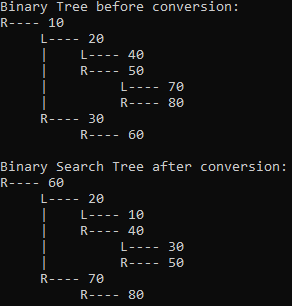 Binary Tree before conversion:
R---- 10
     L---- 20
     |    L---- 40
     |    R---- 50
     |         L---- 70
     |         R---- 80
     R---- 30
          R---- 60

Binary Search Tree after conversion:
R---- 60
     L---- 20
     |    L---- 10
     |    R---- 40
     |         L---- 30
     |         R---- 50
     R---- 70
          R---- 80